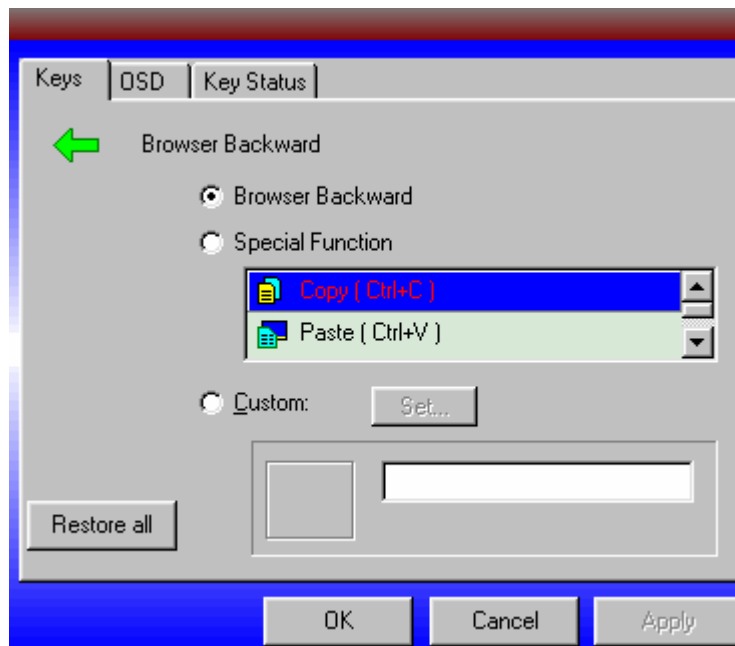 Keys OSD Key Status
Browser Backward
Browser Backward
Special Function
Copy ( Ctrl+C )
Paste ( Ctrl+V )
Custom: Set...
Restore all
OK Cancel Apply